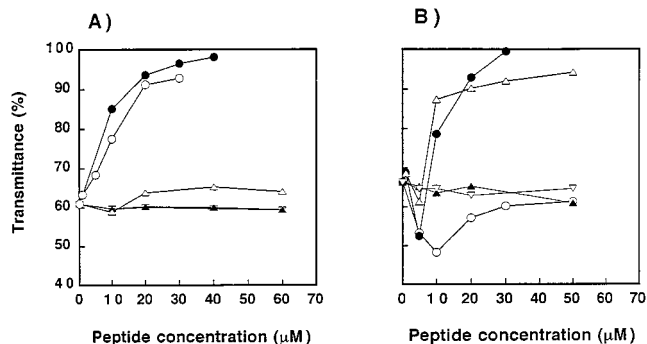 A)
B)
Transmittance (%)
100
90
80
70
60
50
40
0 10 20 30 40 50 60 70
0 10 20 30 40 50 60 70
Peptide concentration (μM)
Peptide concentration (μM)